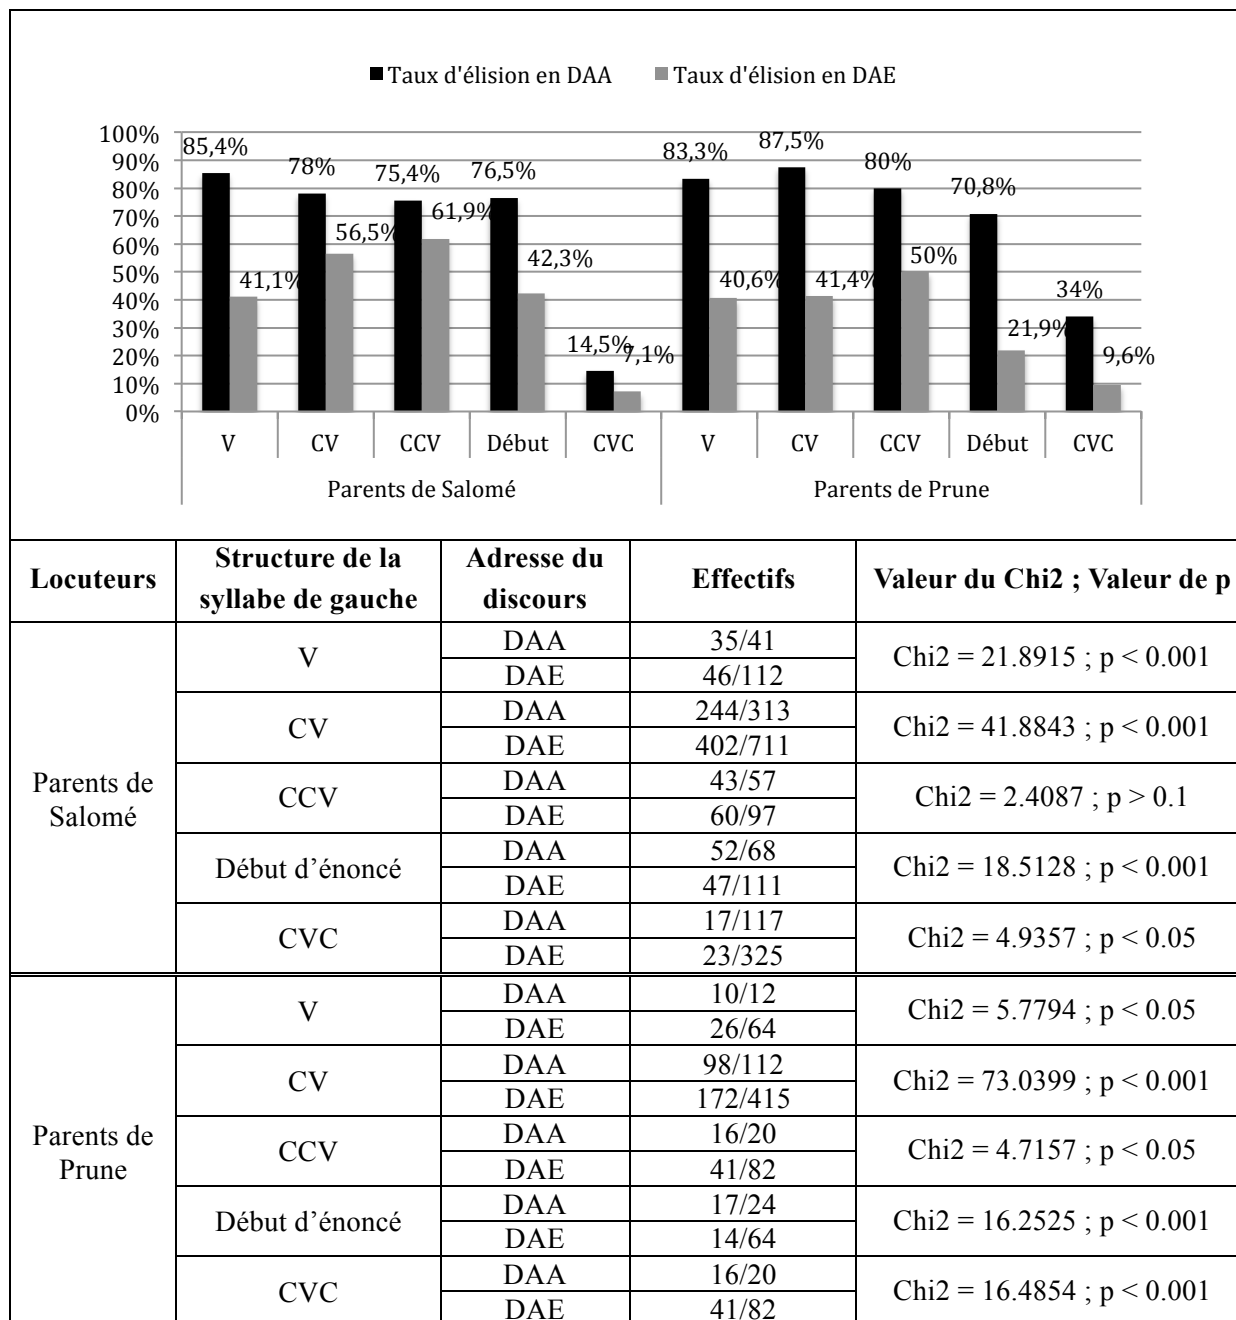 Taux d'élision en DAA Taux d'élision en DAE
100%
90%
80%
70%
60%
50%
40%
30%
20%
10%
0%
85,4% 41,1% 78% 56,5% 75,4% 61,9% 76,5% 42,3% 14,5% 7,1% 83,3% 40,6% 87,5% 41,4% 80% 50% 70,8% 21,9% 34% 9,6%
V CV CCV Début CVC V CV CCV Début CVC
Parents de Salomé Parents de Prune
Locuteurs Structure de la syllabe de gauche Adresse du discours Effectifs Valeur du Chi2 ; Valeur de p
Parents de Salomé
V DAA 35/41 Chi2 = 21.8915 ; p < 0.001
DAE 46/112
CV DAA 244/313 Chi2 = 41.8843 ; p < 0.001
DAE 402/711
CCV DAA 43/57 Chi2 = 2.4087 ; p > 0.1
DAE 60/97
Début d'énoncé DAA 52/68 Chi2 = 18.5128 ; p < 0.001
DAE 47/111
CVC DAA 17/117 Chi2 = 4.9357 ; p < 0.05
DAE 23/325
Parents de Prune
V DAA 10/12 Chi2 = 5.7794 ; p < 0.05
DAE 26/64
CV DAA 98/112 Chi2 = 73.0399 ; p < 0.001
DAE 172/415
CCV DAA 16/20 Chi2 = 4.7157 ; p < 0.05
DAE 41/82
Début d'énoncé DAA 17/24 Chi2 = 16.2525 ; p < 0.001
DAE 14/64
CVC DAA 16/20 Chi2 = 16.4854 ; p < 0.001
DAE 41/82